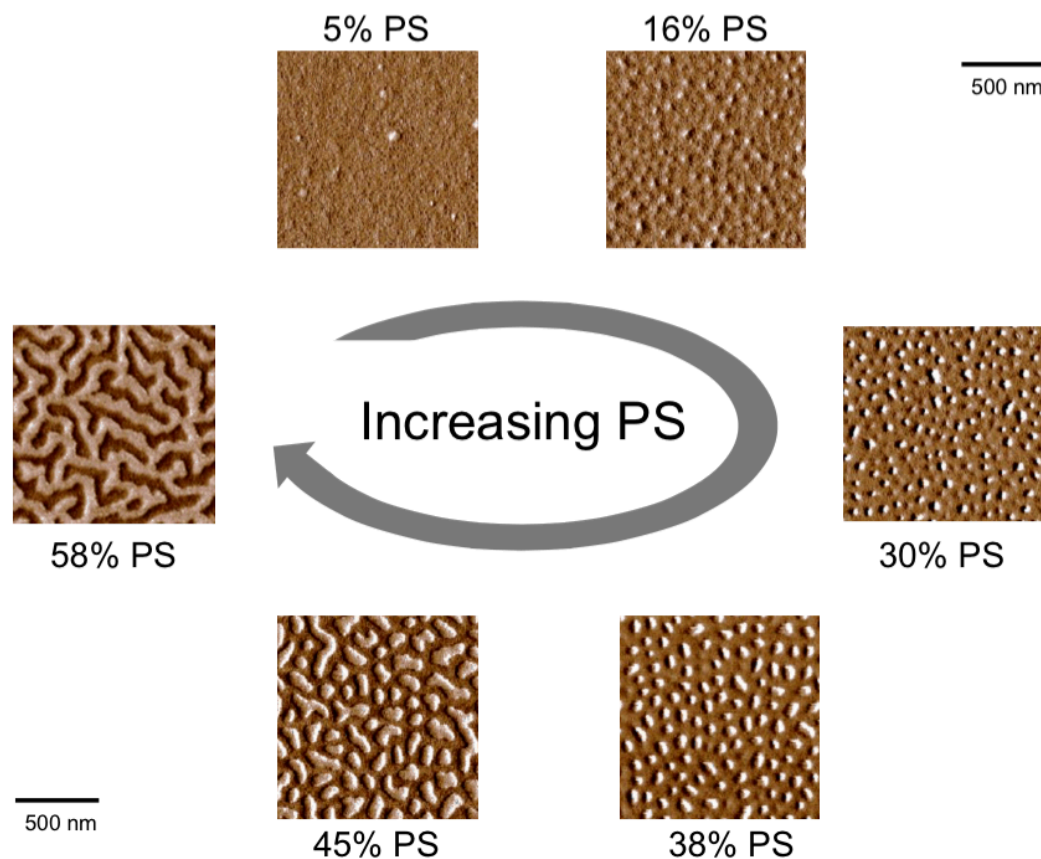 5% PS
16% PS
500 nm
Increasing PS
58% PS
30% PS
500 nm
45% PS
38% PS